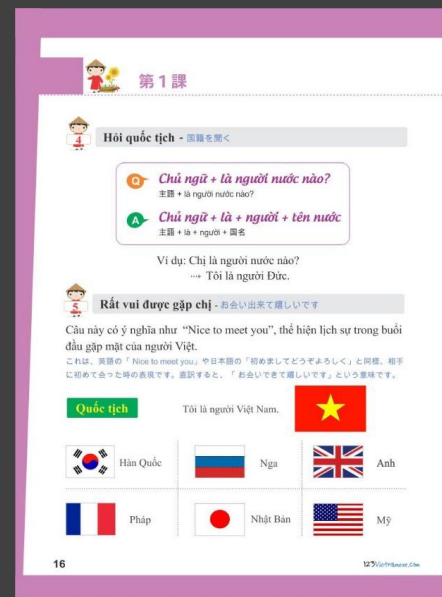 第１課
4
Hỏi quốc tịch - 国籍を聞く
Q Chủ ngữ + là người nước nào?
主語 + là người nước nào?
A Chủ ngữ + là + người + tên nước
主語 + là + người + 国名
Ví dụ: Chị là người nước nào?
⇢ Tôi là người Đức.
5
Rất vui được gặp chị - お会い出来て嬉しいです
Câu này có ý nghĩa như “Nice to meet you”, thể hiện lịch sự trong buổi
đầu gặp mặt của người Việt.
これは、英語の「 Nice to meet you」や日本語の「初めましてどうぞよろしく」と同様、相手
に初めて会った時の表現です。直訳すると、「 お会いできて嬉しいです」という意味です。
Quốc tịch
Tôi là người Việt Nam.
Hàn Quốc
Nga
Anh
Pháp
Nhật Bản
Mỹ
16
123Vietnamese.Com